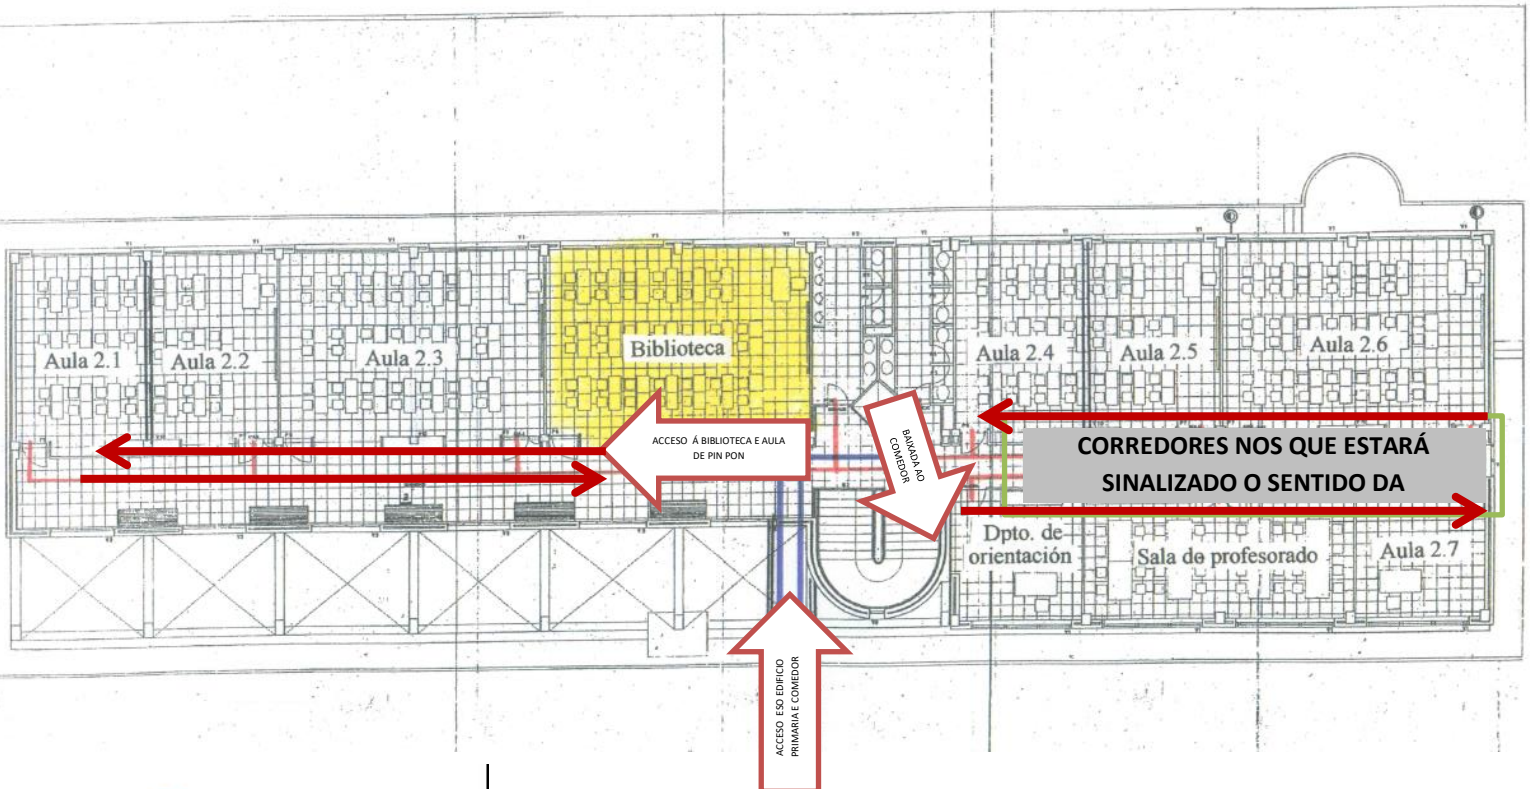 Aula 2.1
Aula 2.2
Aula 2.3
Biblioteca
Aula 2.4
Aula 2.5
Aula 2.6
ACCESO Á BIBLIOTECA E AULA
DE PIN PON
BAIXADA AO
COMEDOR
CORREDORES NOS QUE ESTARÁ
SINALIZADO O SENTIDO DA
Dpto. de
orientación
Sala do profesorado
Aula 2.7
ACCESO ESO EDIFICIO
PRIMARIA E COMEDOR